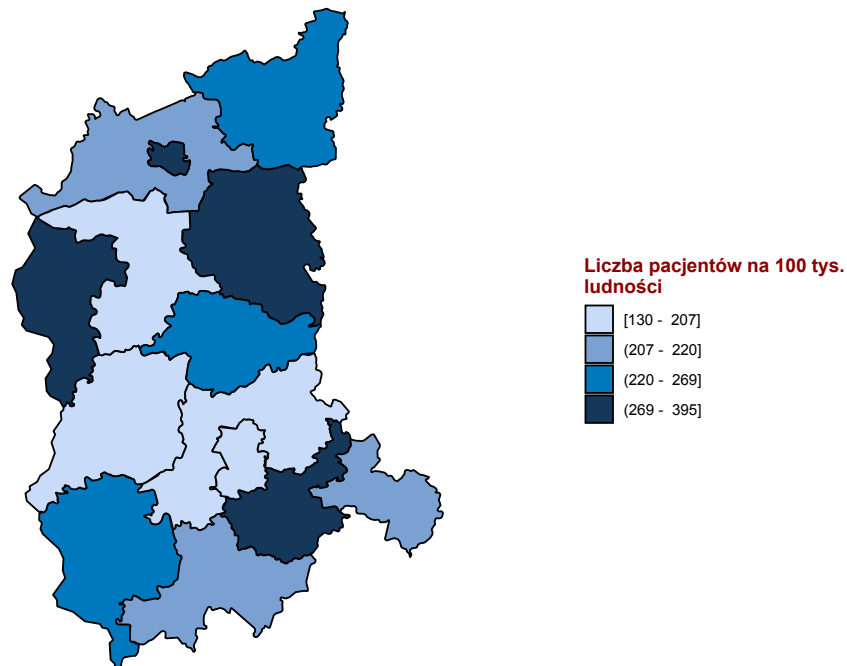 Liczba pacjentów na 100 tys.
ludności
[130 - 207]
(207 - 220]
(220 - 269]
(269 - 395]